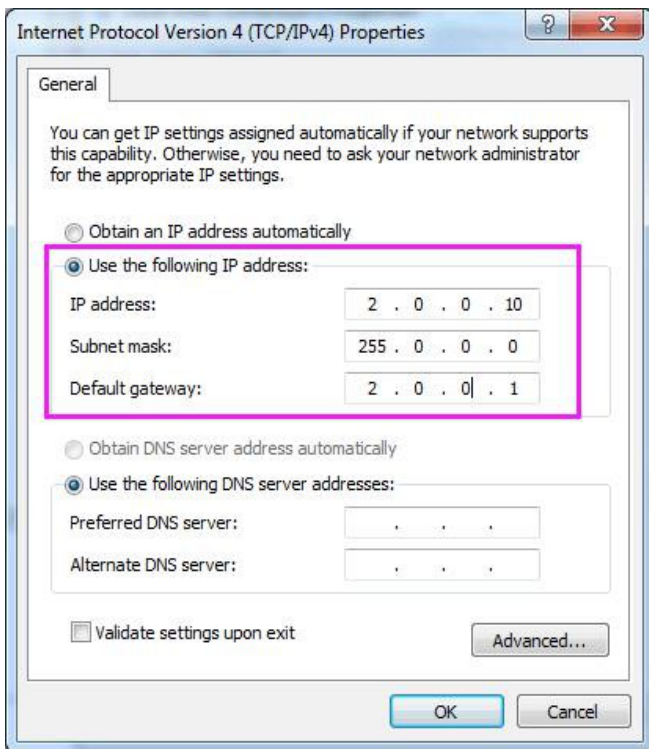 Internet Protocol Version 4 (TCP/IPv4) Properties
General
You can get IP settings assigned automatically if your network supports
this capability. Otherwise, you need to ask your network administrator
for the appropriate IP settings.
Obtain an IP address automatically
Use the following IP address:
IP address: 2 . 0 . 0 . 10
Subnet mask: 255 . 0 . 0 . 0
Default gateway: 2 . 0 . 0 . 1
Obtain DNS server address automatically
Use the following DNS server addresses:
Preferred DNS server: . . .
Alternate DNS server: . . .
Validate settings upon exit
Advanced...
OK Cancel